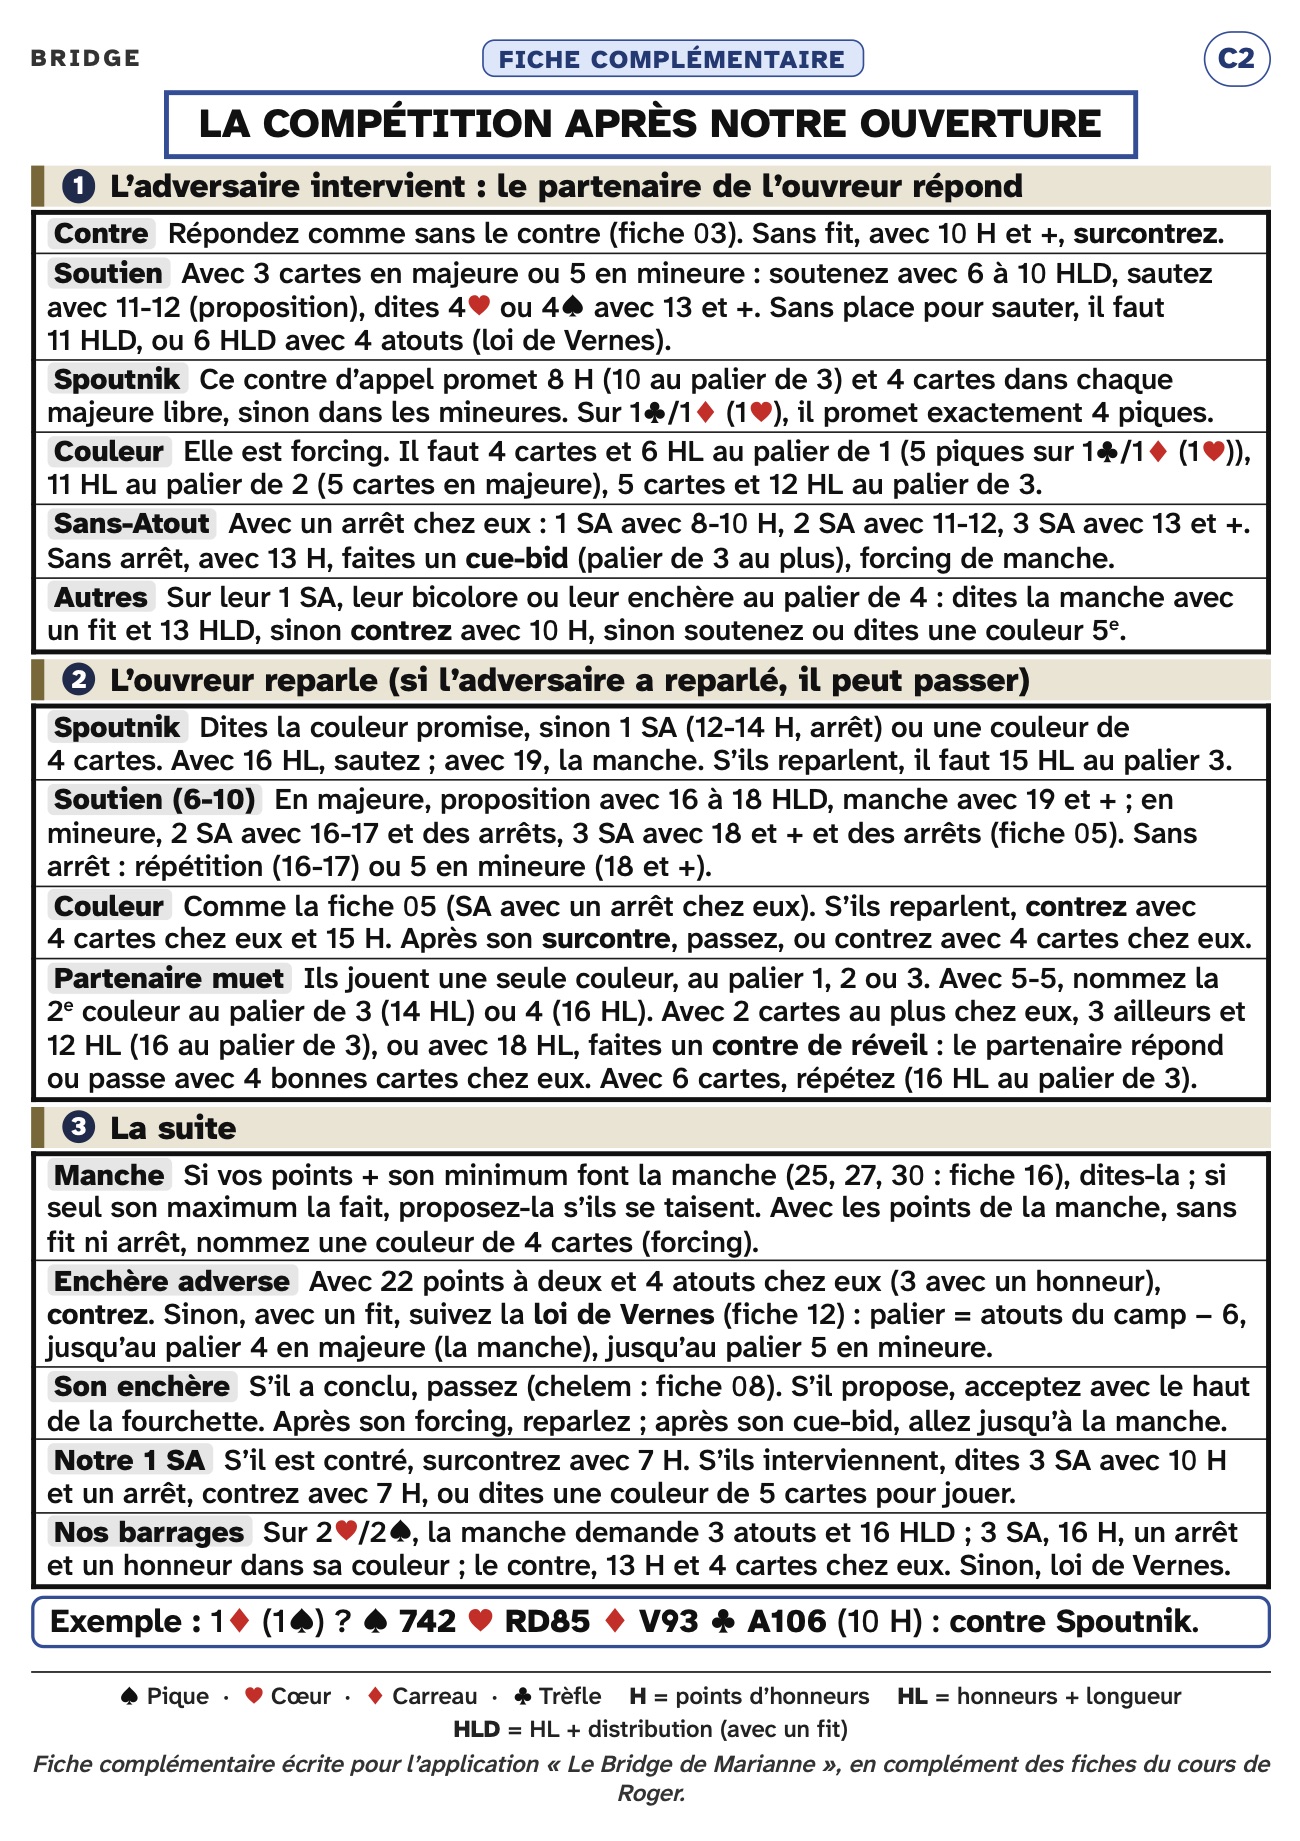 BRIDGE
FICHE COMPLÉMENTAIRE
C2
LA COMPÉTITION APRÈS NOTRE OUVERTURE
1 L’adversaire intervient : le partenaire de l’ouvreur répond
Contre Répondez comme sans le contre (fiche 03). Sans fit, avec 10 H et +, surcontrez.
Soutien Avec 3 cartes en majeure ou 5 en mineure : soutenez avec 6 à 10 HLD, sautez
avec 11-12 (proposition), dites 4♥ ou 4♠ avec 13 et +. Sans place pour sauter, il faut
11 HLD, ou 6 HLD avec 4 atouts (loi de Vernes).
Spoutnik Ce contre d’appel promet 8 H (10 au palier de 3) et 4 cartes dans chaque
majeure libre, sinon dans les mineures. Sur 1♣/1♦ (1♥), il promet exactement 4 piques.
Couleur Elle est forcing. Il faut 4 cartes et 6 HL au palier de 1 (5 piques sur 1♣/1♦ (1♥)),
11 HL au palier de 2 (5 cartes en majeure), 5 cartes et 12 HL au palier de 3.
Sans-Atout Avec un arrêt chez eux : 1 SA avec 8-10 H, 2 SA avec 11-12, 3 SA avec 13 et +.
Sans arrêt, avec 13 H, faites un cue-bid (palier de 3 au plus), forcing de manche.
Autres Sur leur 1 SA, leur bicolore ou leur enchère au palier de 4 : dites la manche avec
un fit et 13 HLD, sinon contrez avec 10 H, sinon soutenez ou dites une couleur 5ᵉ.
2 L’ouvreur reparle (si l’adversaire a reparlé, il peut passer)
Spoutnik Dites la couleur promise, sinon 1 SA (12-14 H, arrêt) ou une couleur de
4 cartes. Avec 16 HL, sautez ; avec 19, la manche. S’ils reparlent, il faut 15 HL au palier 3.
Soutien (6-10) En majeure, proposition avec 16 à 18 HLD, manche avec 19 et + ; en
mineure, 2 SA avec 16-17 et des arrêts, 3 SA avec 18 et + et des arrêts (fiche 05). Sans
arrêt : répétition (16-17) ou 5 en mineure (18 et +).
Couleur Comme la fiche 05 (SA avec un arrêt chez eux). S’ils reparlent, contrez avec
4 cartes chez eux et 15 H. Après son surcontre, passez, ou contrez avec 4 cartes chez eux.
Partenaire muet Ils jouent une seule couleur, au palier 1, 2 ou 3. Avec 5-5, nommez la
2ᵉ couleur au palier de 3 (14 HL) ou 4 (16 HL). Avec 2 cartes au plus chez eux, 3 ailleurs et
12 HL (16 au palier de 3), ou avec 18 HL, faites un contre de réveil : le partenaire répond
ou passe avec 4 bonnes cartes chez eux. Avec 6 cartes, répétez (16 HL au palier de 3).
3 La suite
Manche Si vos points + son minimum font la manche (25, 27, 30 : fiche 16), dites-la ; si
seul son maximum la fait, proposez-la s’ils se taisent. Avec les points de la manche, sans
fit ni arrêt, nommez une couleur de 4 cartes (forcing).
Enchère adverse Avec 22 points à deux et 4 atouts chez eux (3 avec un honneur),
contrez. Sinon, avec un fit, suivez la loi de Vernes (fiche 12) : palier = atouts du camp – 6,
jusqu’au palier 4 en majeure (la manche), jusqu’au palier 5 en mineure.
Son enchère S’il a conclu, passez (chelem : fiche 08). S’il propose, acceptez avec le haut
de la fourchette. Après son forcing, reparlez ; après son cue-bid, allez jusqu’à la manche.
Notre 1 SA S’il est contré, surcontrez avec 7 H. S’ils interviennent, dites 3 SA avec 10 H
et un arrêt, contrez avec 7 H, ou dites une couleur de 5 cartes pour jouer.
Nos barrages Sur 2♥/2♠, la manche demande 3 atouts et 16 HLD ; 3 SA, 16 H, un arrêt
et un honneur dans sa couleur ; le contre, 13 H et 4 cartes chez eux. Sinon, loi de Vernes.
Exemple : 1♦ (1♠) ? ♠ 742 ♥ RD85 ♦ V93 ♣ A106 (10 H) : contre Spoutnik.
♠ Pique · ♥ Cœur · ♦ Carreau · ♣ Trèfle H = points d’honneurs HL = honneurs + longueur
HLD = HL + distribution (avec un fit)
Fiche complémentaire écrite pour l’application « Le Bridge de Marianne », en complément des fiches du cours de
Roger.